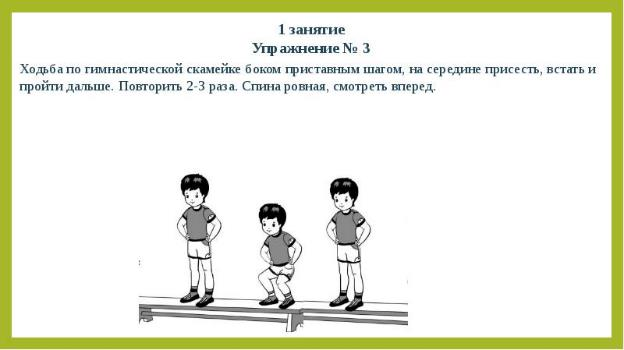 1 занятие
Упражнение № 3
Ходьба по гимнастической скамейке боком приставным шагом, на середине присесть, встать и
пройти дальше. Повторить 2-3 раза. Спина ровная, смотреть вперед.